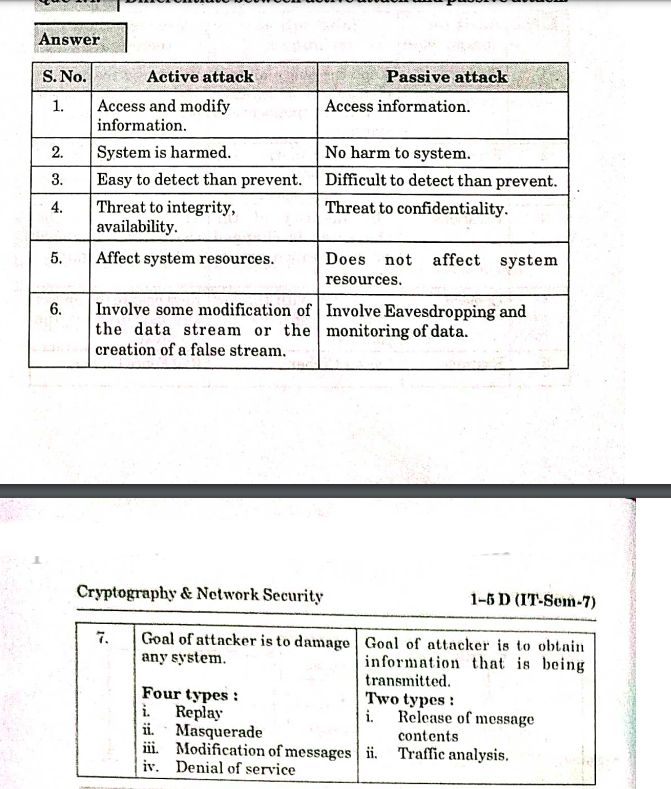 Differentiate between active attack and passive attack.
Answer
S. No. Active attack Passive attack
1. Access and modify Access information.
information.
2. System is harmed. No harm to system.
3. Easy to detect than prevent. Difficult to detect than prevent.
4. Threat to integrity, Threat to confidentiality.
availability.
5. Affect system resources. Does not affect system
resources.
6. Involve some modification of Involve Eavesdropping and
the data stream or the monitoring of data.
creation of a false stream.
Cryptography & Network Security 1–5 D (IT-Sem-7)
7. Goal of attacker is to damage Goal of attacker is to obtain
any system. information that is being
transmitted.
Four types : Two types :
i. Replay i. Release of message
ii. Masquerade contents
iii. Modification of messages ii. Traffic analysis.
iv. Denial of service